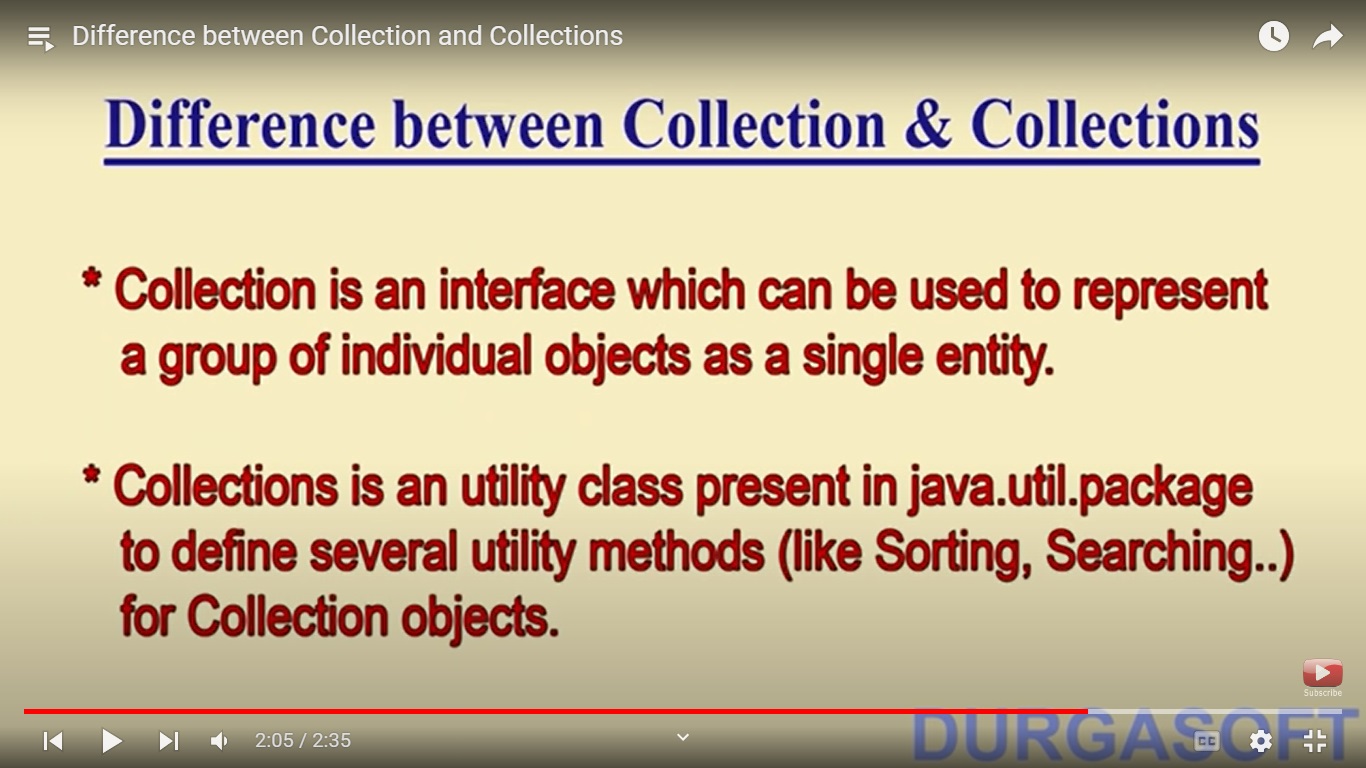 Difference between Collection and Collections
Difference between Collection & Collections
* Collection is an interface which can be used to represent
a group of individual objects as a single entity.
* Collections is an utility class present in java.util.package
to define several utility methods (like Sorting, Searching..)
for Collection objects.
Subscribe
2:05 / 2:35
CC
DURGASOFT